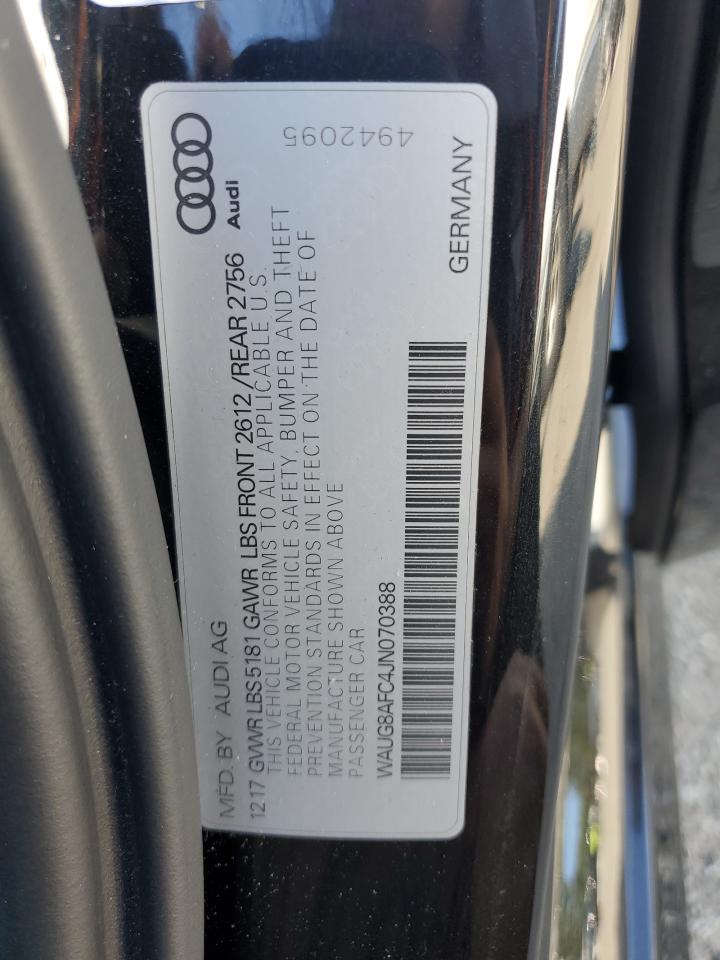 MFD. BY AUDI AG
Audi
12 17 GVWR LBS 5181 GAWR LBS FRONT 2612 / REAR 2756
THIS VEHICLE CONFORMS TO ALL APPLICABLE U.S.
FEDERAL MOTOR VEHICLE SAFETY, BUMPER AND THEFT
PREVENTION STANDARDS IN EFFECT ON THE DATE OF
MANUFACTURE SHOWN ABOVE
PASSENGER CAR
WAUG8AFC4JN070388
GERMANY
4942095